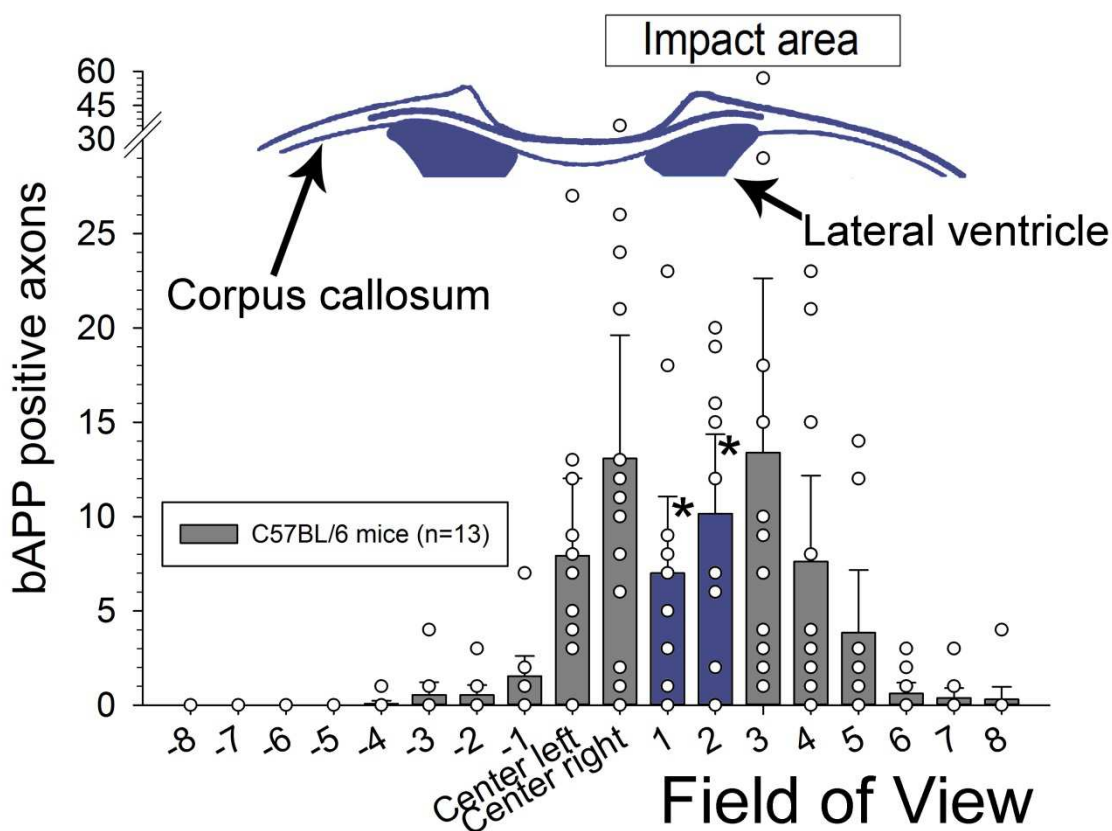 Impact area
60
45
30
25
20
15
10
5
0
bAPP positive axons
Corpus callosum
Lateral ventricle
*
*
C57BL/6 mice (n=13)
-8 -7 -6 -5 -4 -3 -2 -1 Center left Center right 1 2 3 4 5 6 7 8
Field of View